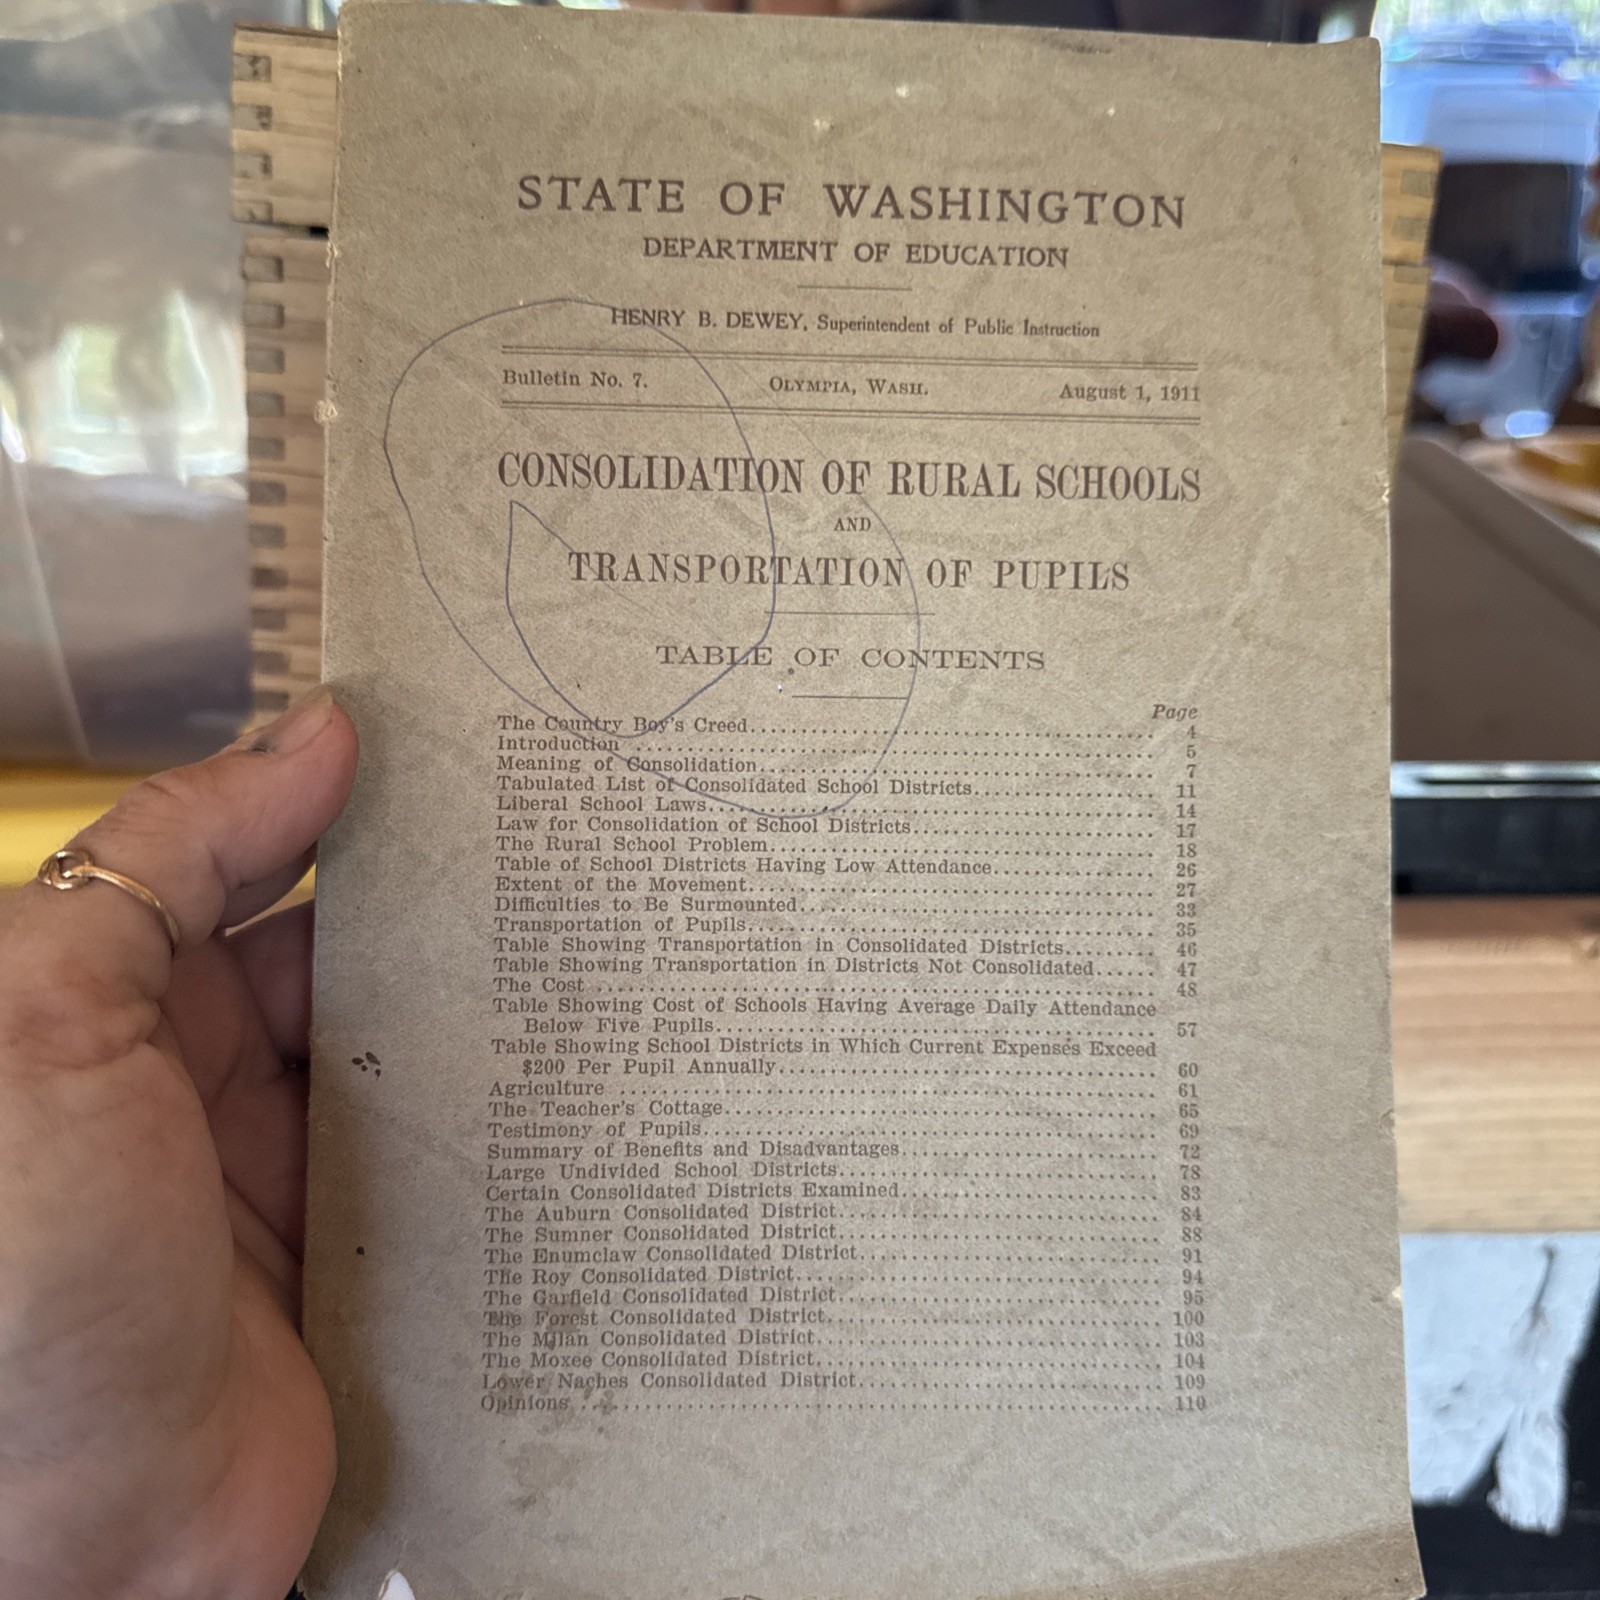 STATE OF WASHINGTON
DEPARTMENT OF EDUCATION
HENRY B. DEWEY, Superintendent of Public Instruction
Bulletin No. 7. OLYMPIA, WASH. August 1, 1911
CONSOLIDATION OF RURAL SCHOOLS
AND
TRANSPORTATION OF PUPILS
TABLE OF CONTENTS
Page
The Country Boy's Creed 4
Introduction 5
Meaning of Consolidation 7
Tabulated List of Consolidated School Districts 11
Liberal School Laws 14
Law for Consolidation of School Districts 17
The Rural School Problem 18
Table of School Districts Having Low Attendance 26
Extent of the Movement 27
Difficulties to Be Surmounted 33
Transportation of Pupils 35
Table Showing Transportation in Consolidated Districts 46
Table Showing Transportation in Districts Not Consolidated 47
The Cost 48
Table Showing Cost of Schools Having Average Daily Attendance
Below Five Pupils 57
Table Showing School Districts in Which Current Expenses Exceed
$200 Per Pupil Annually 60
Agriculture 61
The Teacher's Cottage 65
Testimony of Pupils 69
Summary of Benefits and Disadvantages 72
Large Undivided School Districts 78
Certain Consolidated Districts Examined 83
The Auburn Consolidated District 84
The Sumner Consolidated District 88
The Enumclaw Consolidated District 91
The Roy Consolidated District 94
The Garfield Consolidated District 95
The Forest Consolidated District 100
The Milan Consolidated District 103
The Moxee Consolidated District 104
Lower Naches Consolidated District 109
Opinions 110